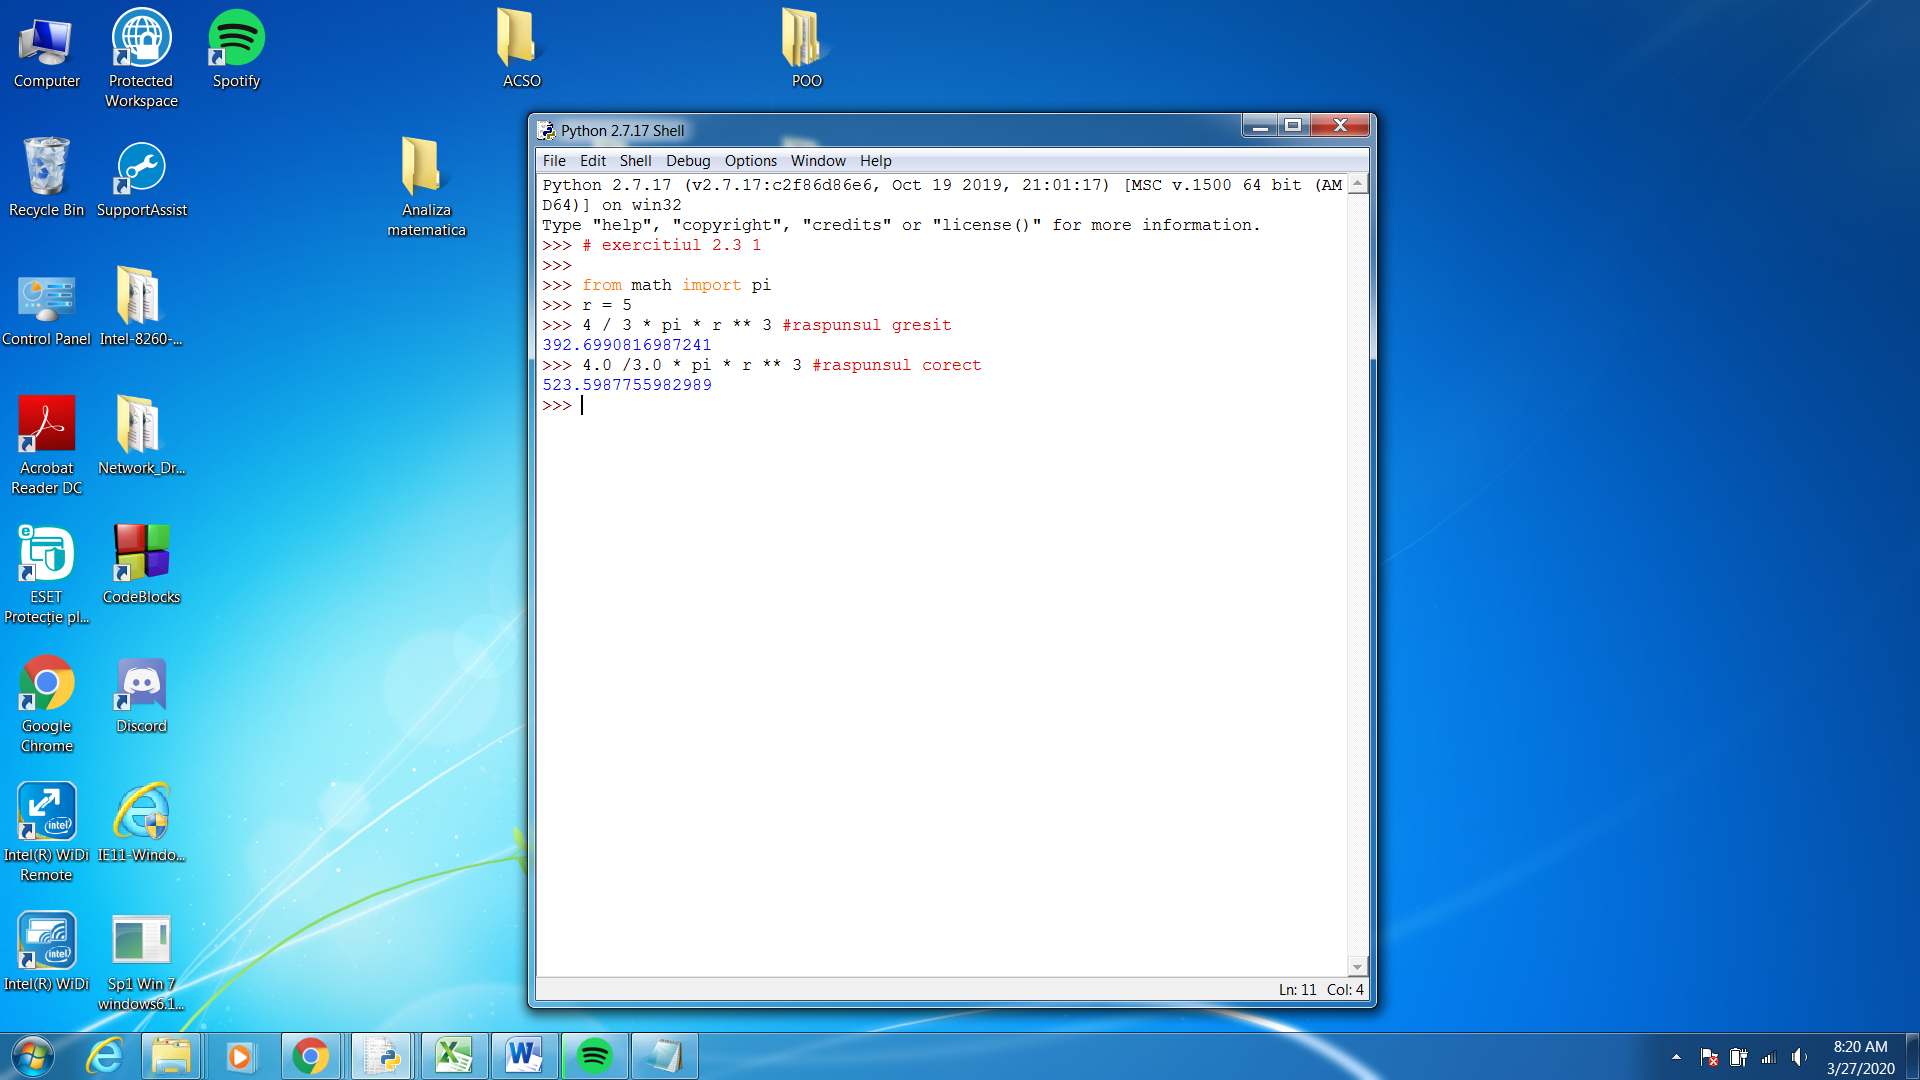 Computer
Protected
Workspace
Spotify
ACSO
POO
Recycle Bin
SupportAssist
Analiza
matematica
Control Panel
Intel-8260-...
Acrobat
Reader DC
Network_Dr...
ESET
Protecție pl...
CodeBlocks
Google
Chrome
Discord
Intel(R) WiDi
Remote
IE11-Windo...
Intel(R) WiDi
Sp1 Win 7
windows6.1...
Python 2.7.17 Shell
File Edit Shell Debug Options Window Help
Python 2.7.17 (v2.7.17:c2f86d86e6, Oct 19 2019, 21:01:17) [MSC v.1500 64 bit (AM
D64)] on win32
Type "help", "copyright", "credits" or "license()" for more information.
>>> # exercitiul 2.3 1
>>>
>>> from math import pi
>>> r = 5
>>> 4 / 3 * pi * r ** 3 #raspunsul gresit
392.6990816987241
>>> 4.0 /3.0 * pi * r ** 3 #raspunsul corect
523.5987755982989
>>>
Ln: 11 Col: 4
8:20 AM
3/27/2020